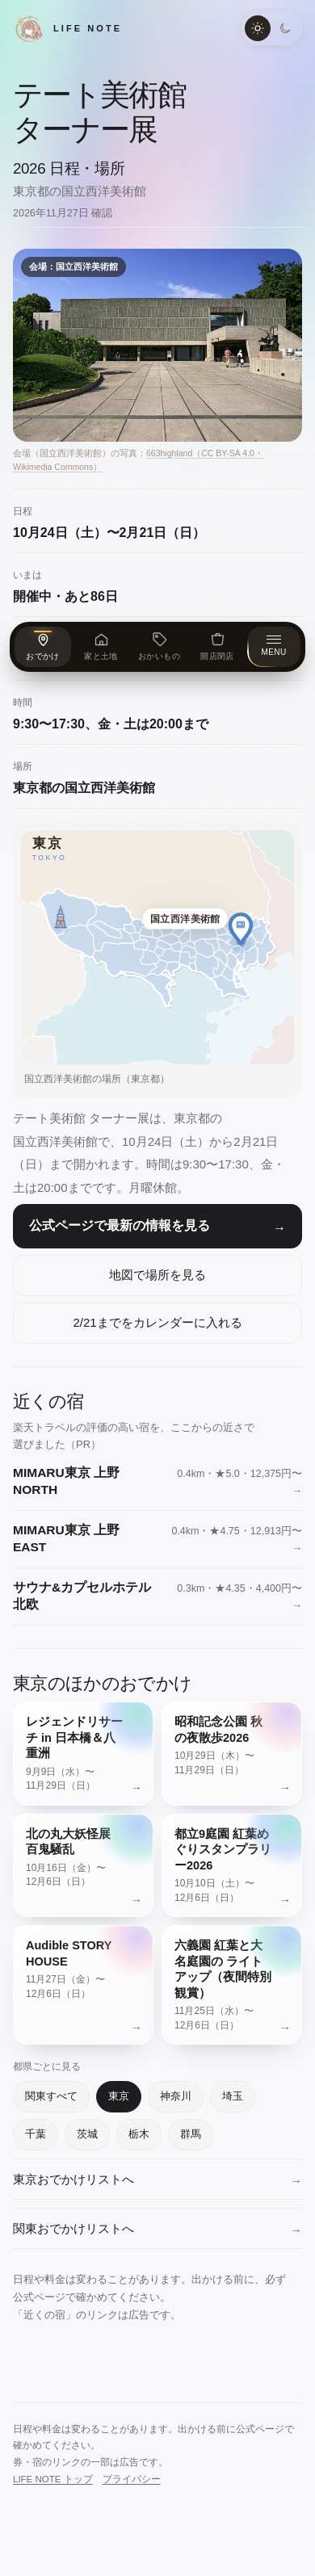 LIFE NOTE
テート美術館
ターナー展
2026 日程・場所
東京都の国立西洋美術館
2026年11月27日 確認
会場：国立西洋美術館
会場（国立西洋美術館）の写真：663highland（CC BY-SA 4.0・
Wikimedia Commons）
日程
10月24日（土）〜2月21日（日）
いまは
開催中・あと86日
おでかけ
家と土地
おかいもの
開店閉店
MENU
時間
9:30〜17:30、金・土は20:00まで
場所
東京都の国立西洋美術館
東京
TOKYO
国立西洋美術館
国立西洋美術館の場所（東京都）
テート美術館 ターナー展は、東京都の
国立西洋美術館で、10月24日（土）から2月21日
（日）まで開かれます。時間は9:30〜17:30、金・
土は20:00までです。月曜休館。
公式ページで最新の情報を見る →
地図で場所を見る
2/21までをカレンダーに入れる
近くの宿
楽天トラベルの評価の高い宿を、ここからの近さで
選びました（PR）
MIMARU東京 上野
NORTH
0.4km・★5.0・12,375円〜
→
MIMARU東京 上野
EAST
0.4km・★4.75・12,913円〜
→
サウナ&カプセルホテル
北欧
0.3km・★4.35・4,400円〜
→
東京のほかのおでかけ
レジェンドリサー
チ in 日本橋＆八
重洲
9月9日（水）〜
11月29日（日）
→
昭和記念公園 秋
の夜散歩2026
10月29日（木）〜
11月29日（日）
→
北の丸大妖怪展
百鬼騒乱
10月16日（金）〜
12月6日（日）
→
都立9庭園 紅葉め
ぐりスタンプラリ
ー2026
10月10日（土）〜
12月6日（日）
→
Audible STORY
HOUSE
11月27日（金）〜
12月6日（日）
→
六義園 紅葉と大
名庭園の ライト
アップ（夜間特別
観賞）
11月25日（水）〜
12月6日（日）
→
都県ごとに見る
関東すべて
東京
神奈川
埼玉
千葉
茨城
栃木
群馬
東京おでかけリストへ →
関東おでかけリストへ →
日程や料金は変わることがあります。出かける前に、必ず
公式ページで確かめてください。
「近くの宿」のリンクは広告です。
日程や料金は変わることがあります。出かける前に公式ページで
確かめてください。
券・宿のリンクの一部は広告です。
LIFE NOTE トップ プライバシー